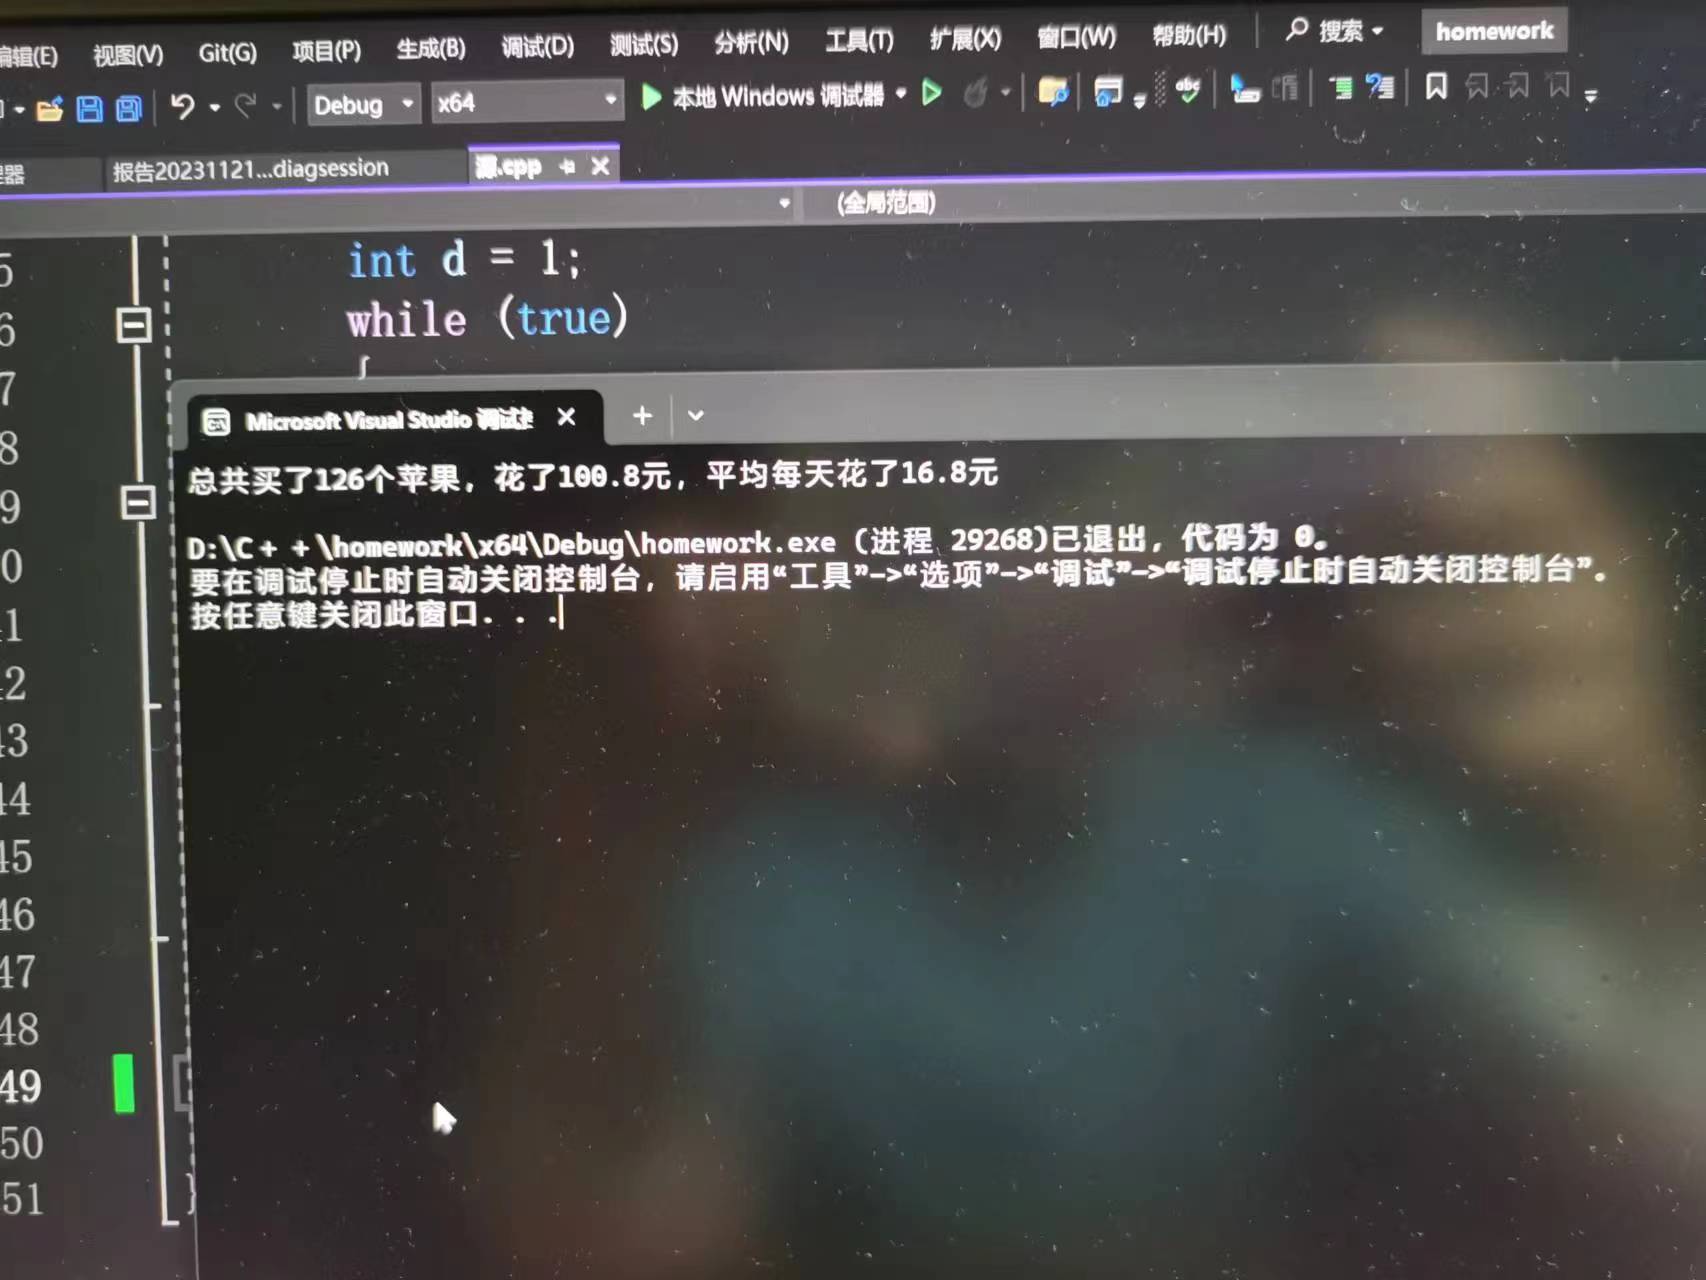 编辑(E) 视图(V) Git(G) 项目(P) 生成(B) 调试(D) 测试(S) 分析(N) 工具(T) 扩展(X) 窗口(W) 帮助(H) 搜索 homework
Debug x64 本地 Windows 调试器
报告20231121...diagsession 源.cpp
(全局范围)
int d = 1;
while (true)
{
Microsoft Visual Studio 调试
总共买了126个苹果，花了100.8元，平均每天花了16.8元
D:\C++\homework\x64\Debug\homework.exe (进程 29268)已退出，代码为 0。
要在调试停止时自动关闭控制台，请启用“工具”->“选项”->“调试”->“调试停止时自动关闭控制台”。
按任意键关闭此窗口. . .
5
6
7
8
9
0
1
2
43
44
45
46
47
48
49
50
51 }